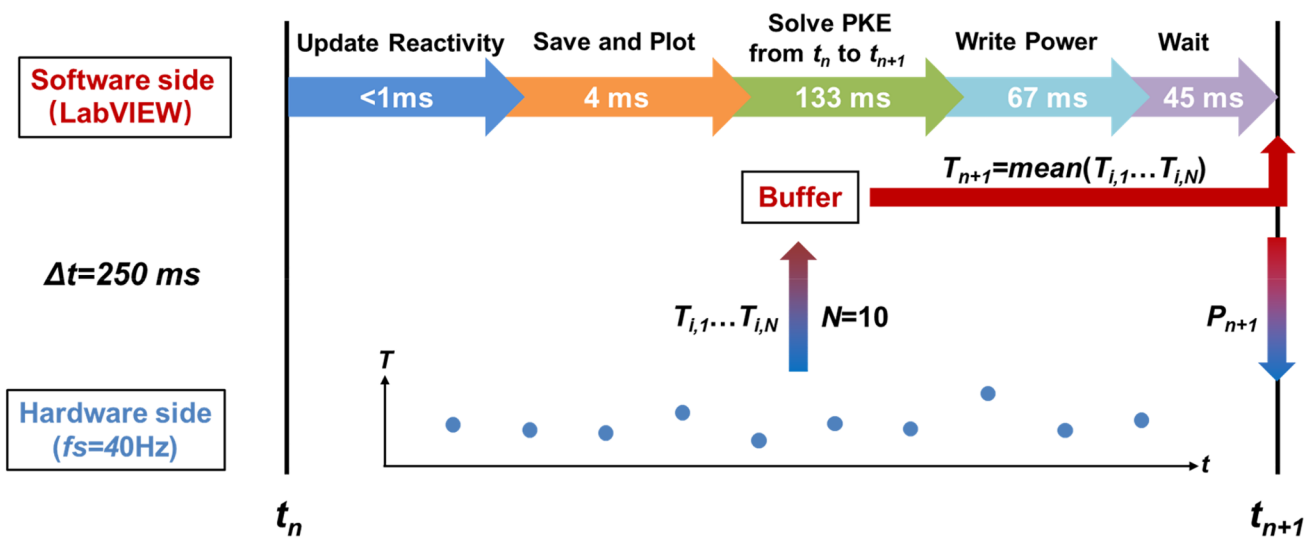 Update Reactivity
Save and Plot
Solve PKE
from tn to tn+1
Write Power
Wait
Software side
(LabVIEW)
<1ms
4 ms
133 ms
67 ms
45 ms
Tn+1=mean(Ti,1…Ti,N)
Buffer
Δt=250 ms
Ti,1…Ti,N
N=10
Pn+1
T
Hardware side
(fs=40Hz)
t
tn
tn+1